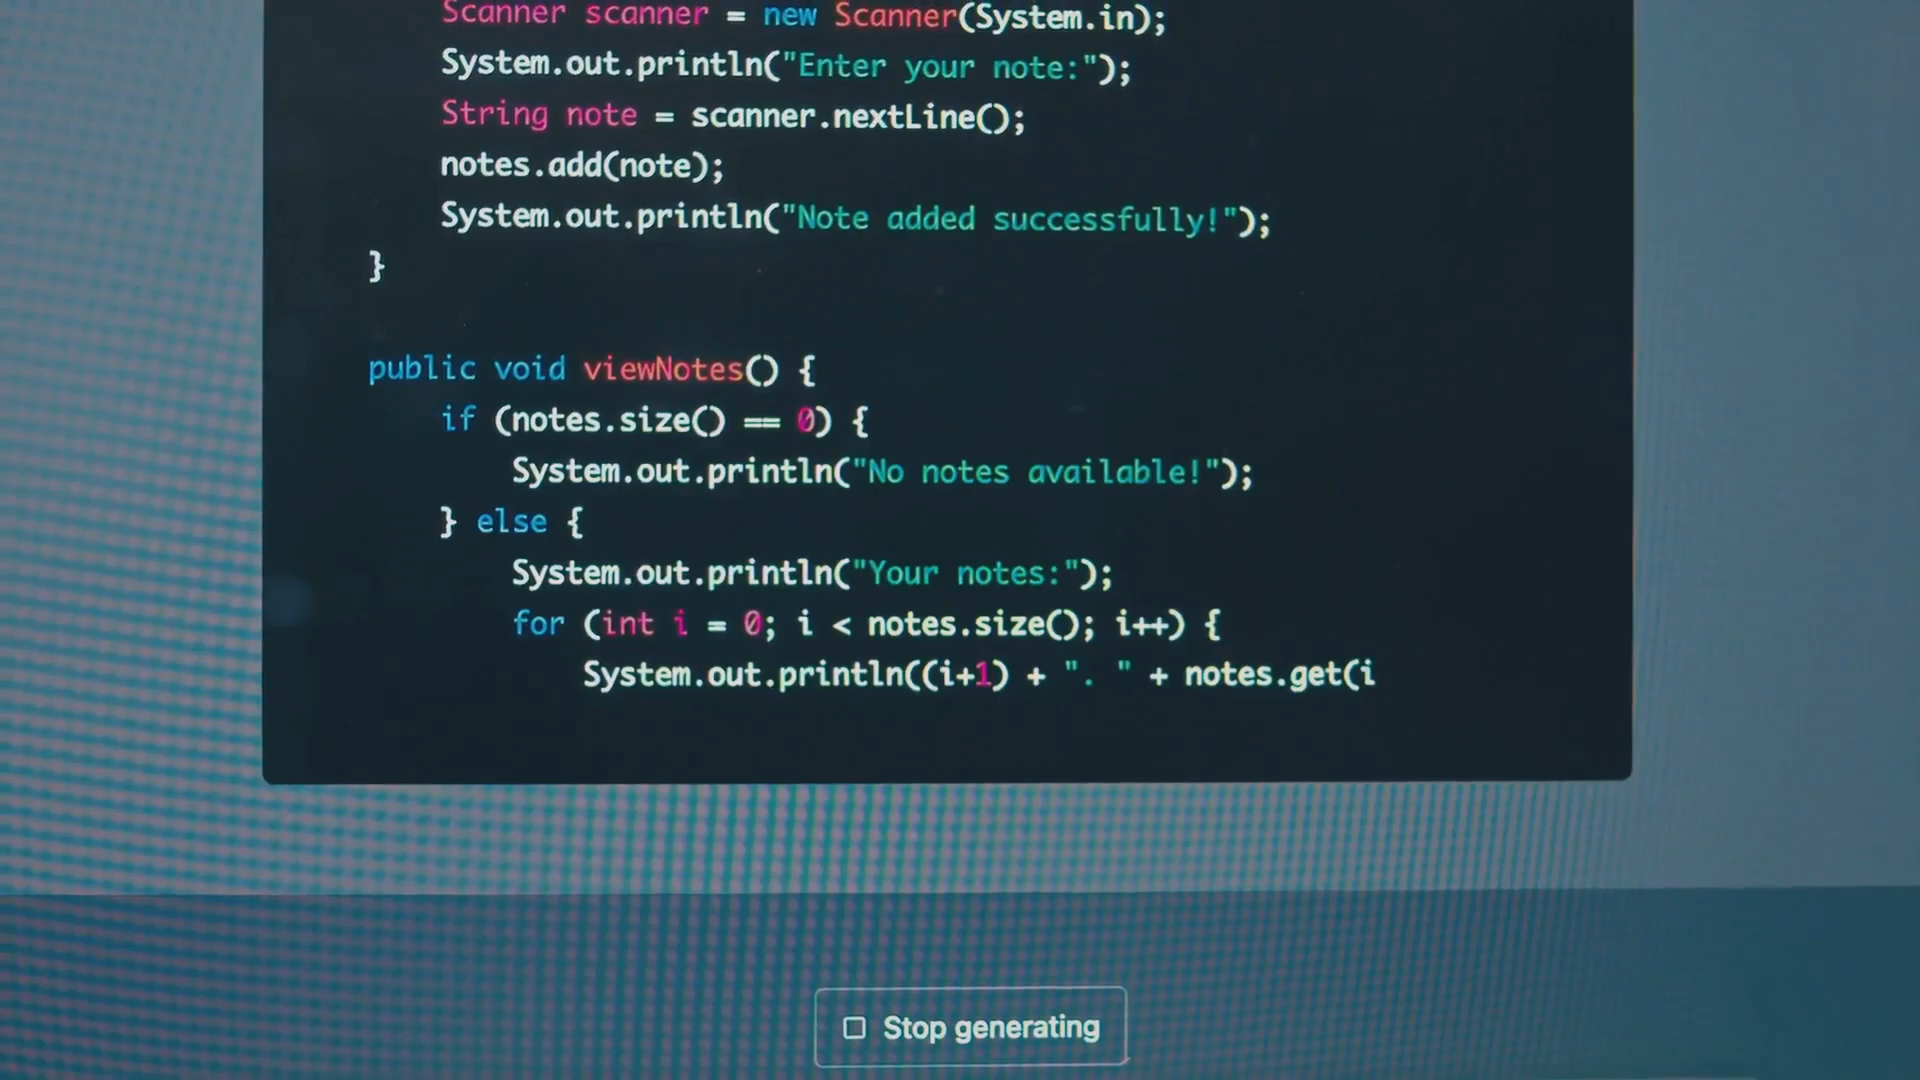 Scanner scanner = new Scanner(System.in);
System.out.println("Enter your note:");
String note = scanner.nextLine();
notes.add(note);
System.out.println("Note added successfully!");
}
public void viewNotes() {
if (notes.size() == 0) {
System.out.println("No notes available!");
} else {
System.out.println("Your notes:");
for (int i = 0; i < notes.size(); i++) {
System.out.println((i+1) + ". " + notes.get(i
Stop generating